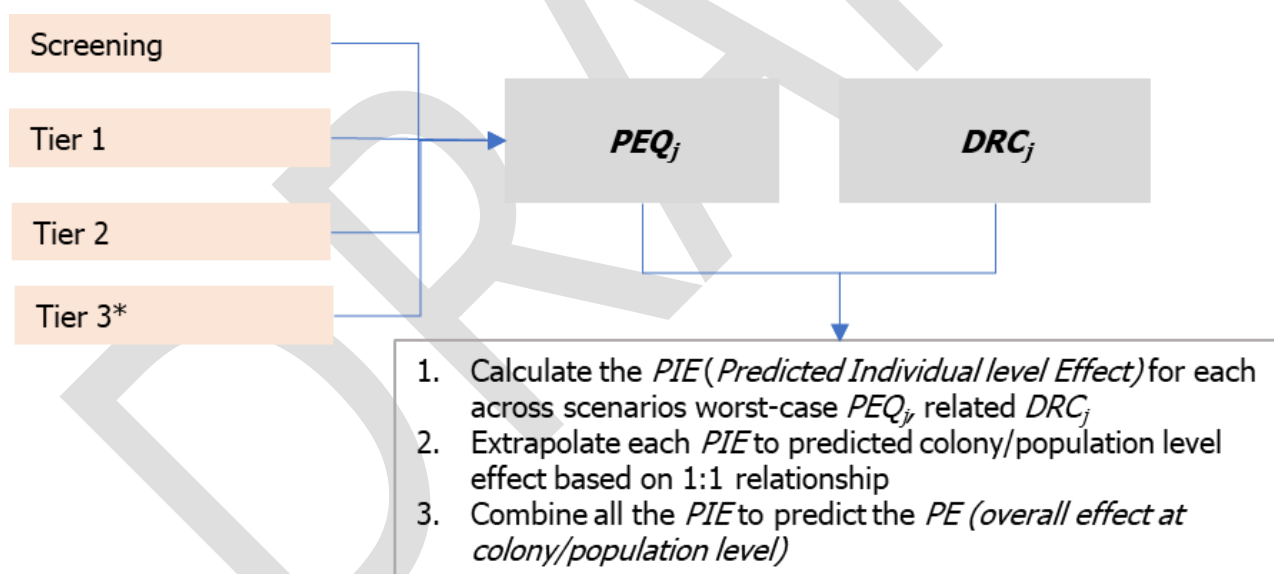 Screening
Tier 1
Tier 2
Tier 3*
PEQj
DRCj
1. Calculate the PIE (Predicted Individual level Effect) for each
across scenarios worst-case PEQj, related DRCj
2. Extrapolate each PIE to predicted colony/population level
effect based on 1:1 relationship
3. Combine all the PIE to predict the PE (overall effect at
colony/population level)